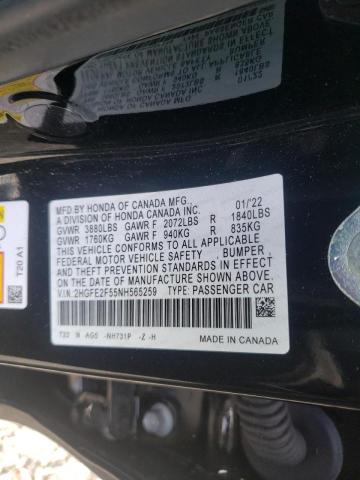 MFD.BY HONDA OF CANADA MFG.,
A DIVISION OF HONDA CANADA INC. 01/'22
GVWR 3880LBS GAWR F 2072LBS R 1840LBS
GVWR 1760KG GAWR F 940KG R 835KG
THIS VEHICLE CONFORMS TO ALL APPLICABLE
FEDERAL MOTOR VEHICLE SAFETY, BUMPER,
AND THEFT PREVENTION STANDARDS IN EFFECT
ON THE DATE OF MANUFACTURE SHOWN ABOVE.
V.I.N:2HGFE2F55NH565259 TYPE: PASSENGER CAR
T20 A1
MADE IN CANADA